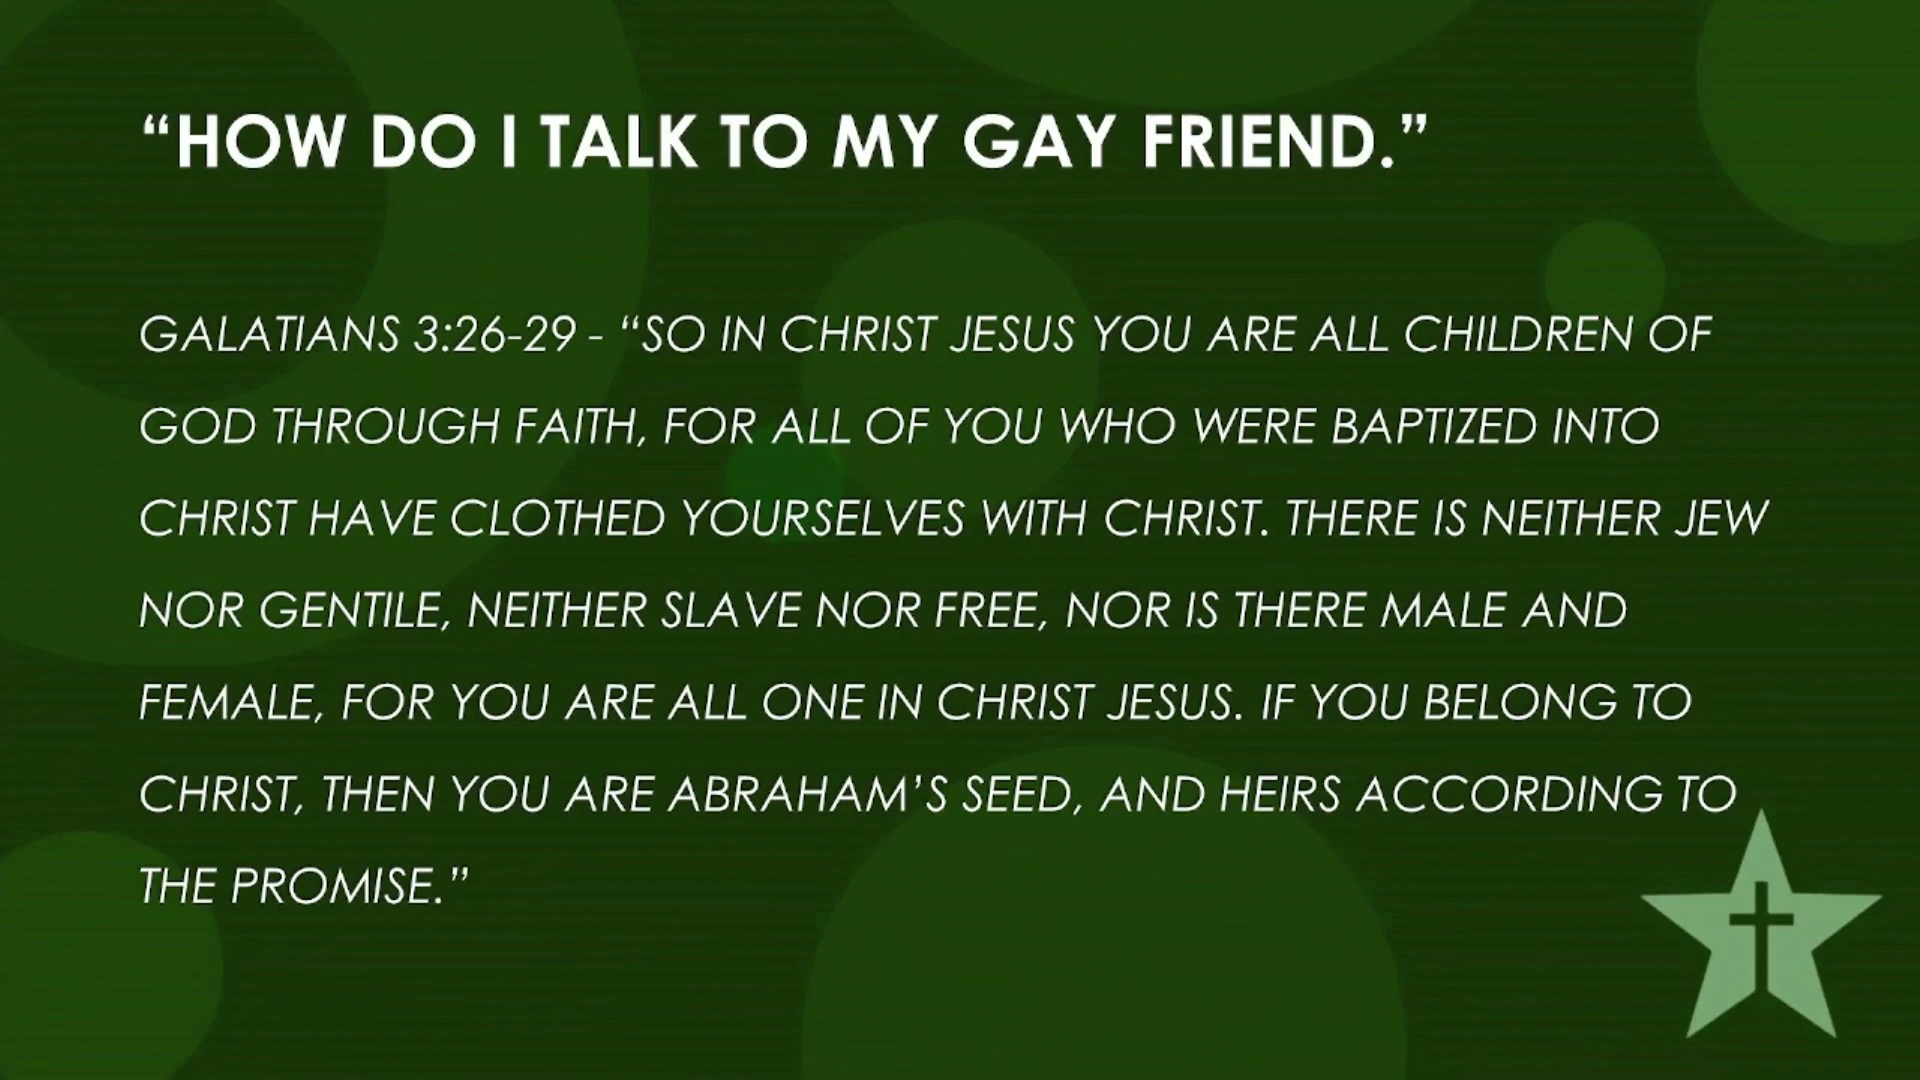 “HOW DO I TALK TO MY GAY FRIEND.”
GALATIANS 3:26-29 - “SO IN CHRIST JESUS YOU ARE ALL CHILDREN OF
GOD THROUGH FAITH, FOR ALL OF YOU WHO WERE BAPTIZED INTO
CHRIST HAVE CLOTHED YOURSELVES WITH CHRIST. THERE IS NEITHER JEW
NOR GENTILE, NEITHER SLAVE NOR FREE, NOR IS THERE MALE AND
FEMALE, FOR YOU ARE ALL ONE IN CHRIST JESUS. IF YOU BELONG TO
CHRIST, THEN YOU ARE ABRAHAM’S SEED, AND HEIRS ACCORDING TO
THE PROMISE.”